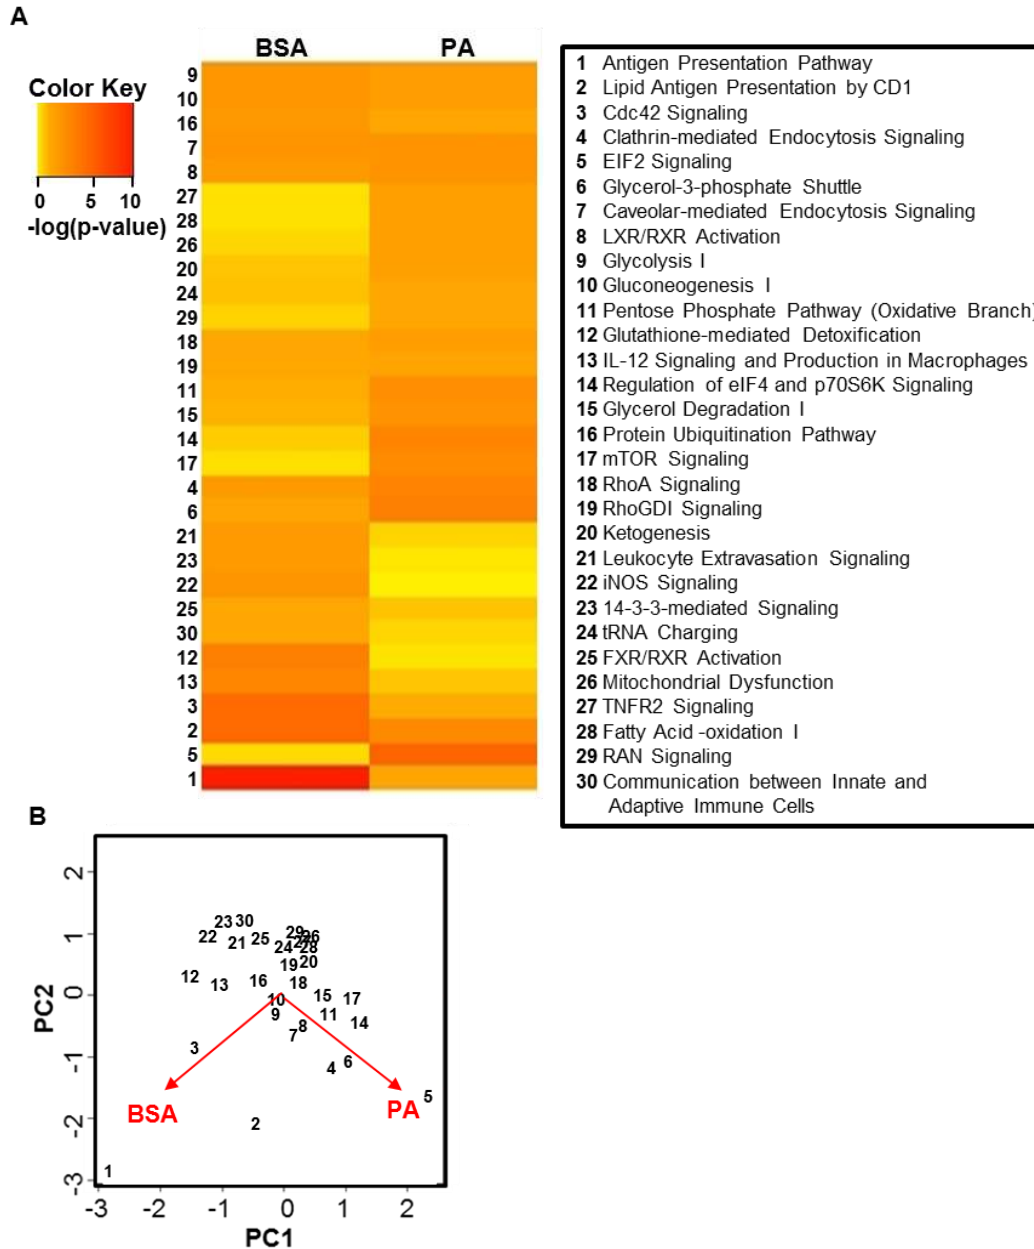 A
BSA PA
Color Key
0 5 10
-log(p-value)
9
10
16
7
8
27
28
26
20
24
29
18
19
11
15
14
17
4
6
21
23
22
25
30
12
13
3
2
5
1
1 Antigen Presentation Pathway
2 Lipid Antigen Presentation by CD1
3 Cdc42 Signaling
4 Clathrin-mediated Endocytosis Signaling
5 EIF2 Signaling
6 Glycerol-3-phosphate Shuttle
7 Caveolar-mediated Endocytosis Signaling
8 LXR/RXR Activation
9 Glycolysis I
10 Gluconeogenesis I
11 Pentose Phosphate Pathway (Oxidative Branch)
12 Glutathione-mediated Detoxification
13 IL-12 Signaling and Production in Macrophages
14 Regulation of eIF4 and p70S6K Signaling
15 Glycerol Degradation I
16 Protein Ubiquitination Pathway
17 mTOR Signaling
18 RhoA Signaling
19 RhoGDI Signaling
20 Ketogenesis
21 Leukocyte Extravasation Signaling
22 iNOS Signaling
23 14-3-3-mediated Signaling
24 tRNA Charging
25 FXR/RXR Activation
26 Mitochondrial Dysfunction
27 TNFR2 Signaling
28 Fatty Acid -oxidation I
29 RAN Signaling
30 Communication between Innate and
Adaptive Immune Cells
B
2
1
0
-1
-2
-3
PC2
23 30
29
22 21 25 27 26
24 28
20
19
12 13 16 18
10 15 17
9 11 14
8
7
3
4 6
5
2
1
BSA PA
-3 -2 -1 0 1 2
PC1